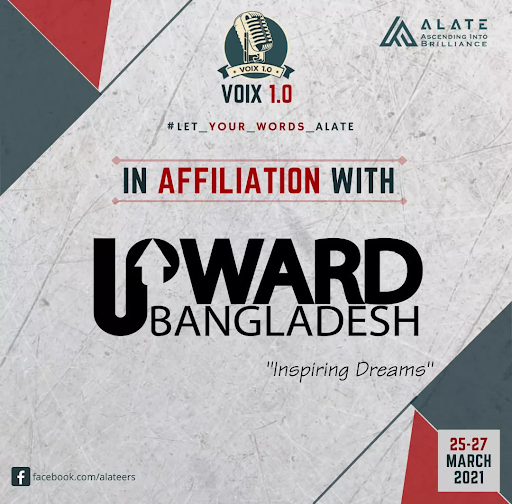 ALATE
ASCENDING INTO
BRILLIANCE
VOIX 1.0
VOIX 1.0
#LET_YOUR_WORDS_ALATE
IN AFFILIATION WITH
UPWARD
BANGLADESH
"Inspiring Dreams"
25-27
MARCH
2021
f facebook.com/alateers